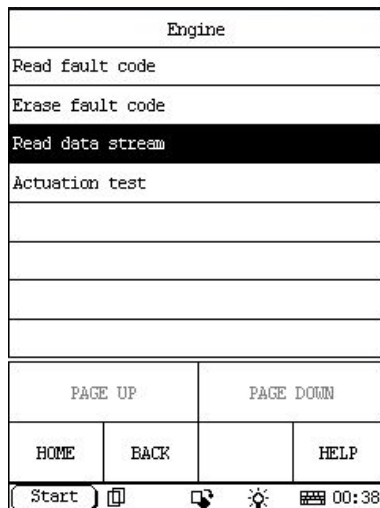 Engine
Read fault code
Erase fault code
Read data stream
Actuation test
PAGE UP PAGE DOWN
HOME BACK HELP
Start 00:38